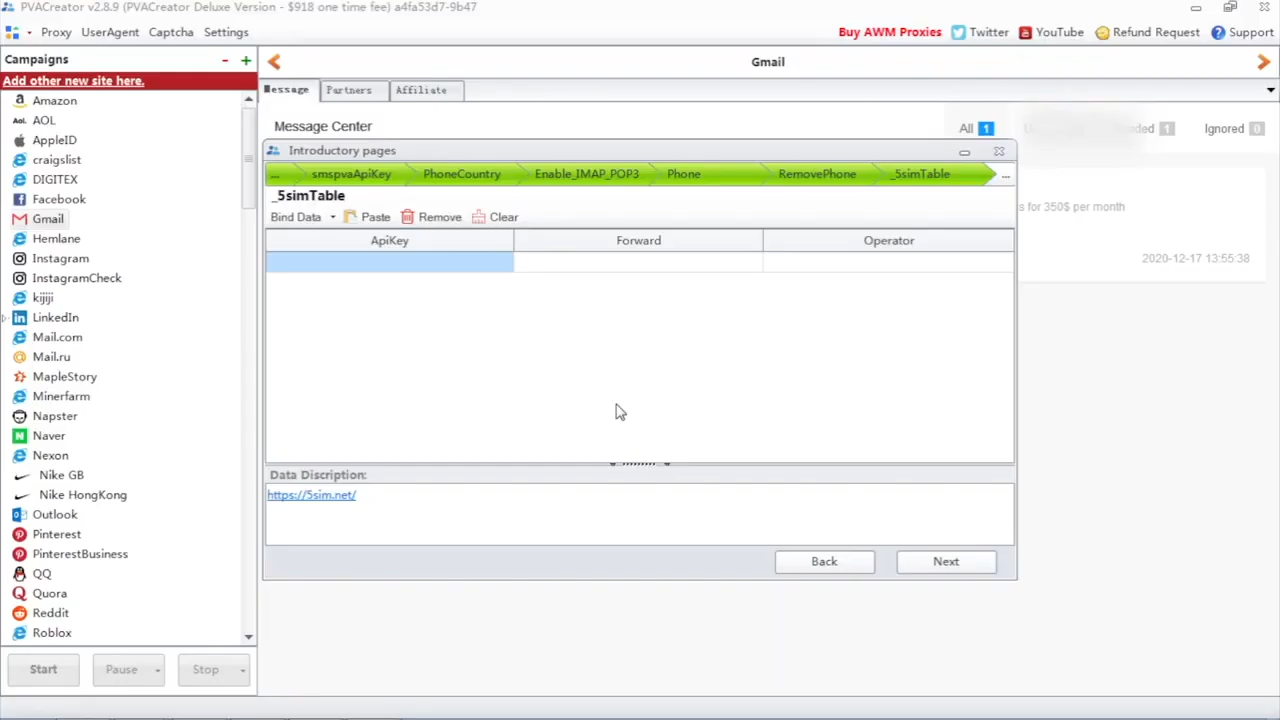 PVACreator v2.8.9 (PVACreator Deluxe Version - $918 one time fee) a4fa53d7-9b47
Proxy UserAgent Captcha Settings
Buy AWM Proxies Twitter YouTube Refund Request Support
Campaigns - +
Gmail
Add other new site here.
Message Partners Affiliate
Amazon
AOL
AppleID
craigslist
DIGITEX
Facebook
Gmail
Hemlane
Instagram
InstagramCheck
kijiji
LinkedIn
Mail.com
Mail.ru
MapleStory
Minerfarm
Napster
Naver
Nexon
Nike GB
Nike HongKong
Outlook
Pinterest
PinterestBusiness
QQ
Quora
Reddit
Roblox
Start Pause Stop
Message Center
All 1 1 Ignored 0
s for 350$ per month
2020-12-17 13:55:38
Introductory pages
... smspvaApiKey PhoneCountry Enable_IMAP_POP3 Phone RemovePhone _5simTable ...
_5simTable
Bind Data Paste Remove Clear
ApiKey Forward Operator
Data Discription:
https://5sim.net/
Back Next